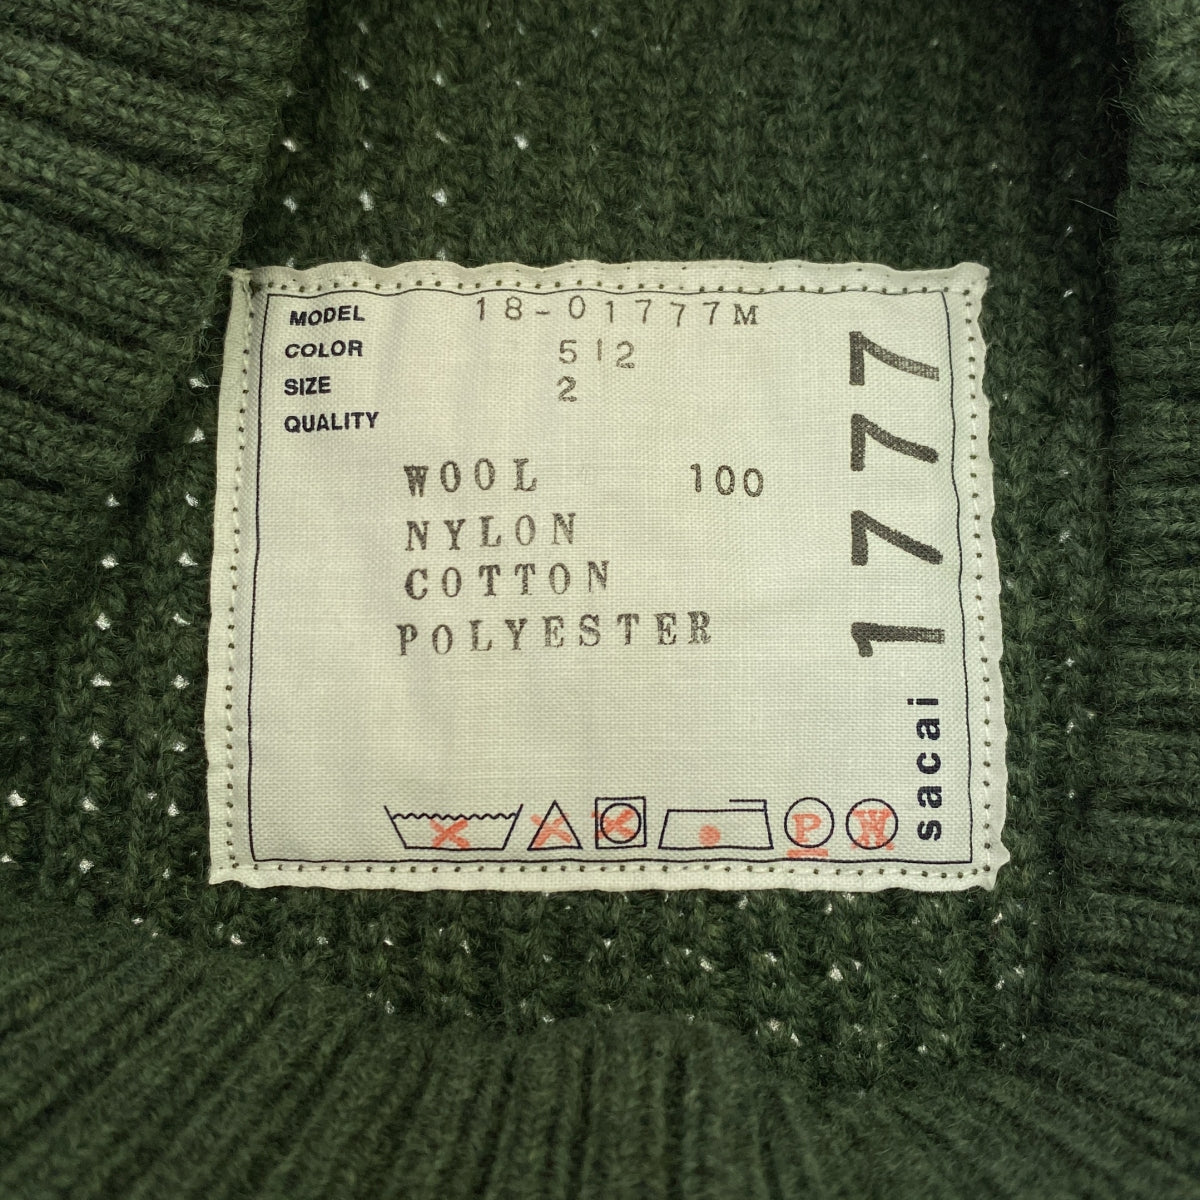 MODEL 18-01777M
COLOR 512
SIZE 2
QUALITY
WOOL 100
NYLON
COTTON
POLYESTER
1777
sacai
P W